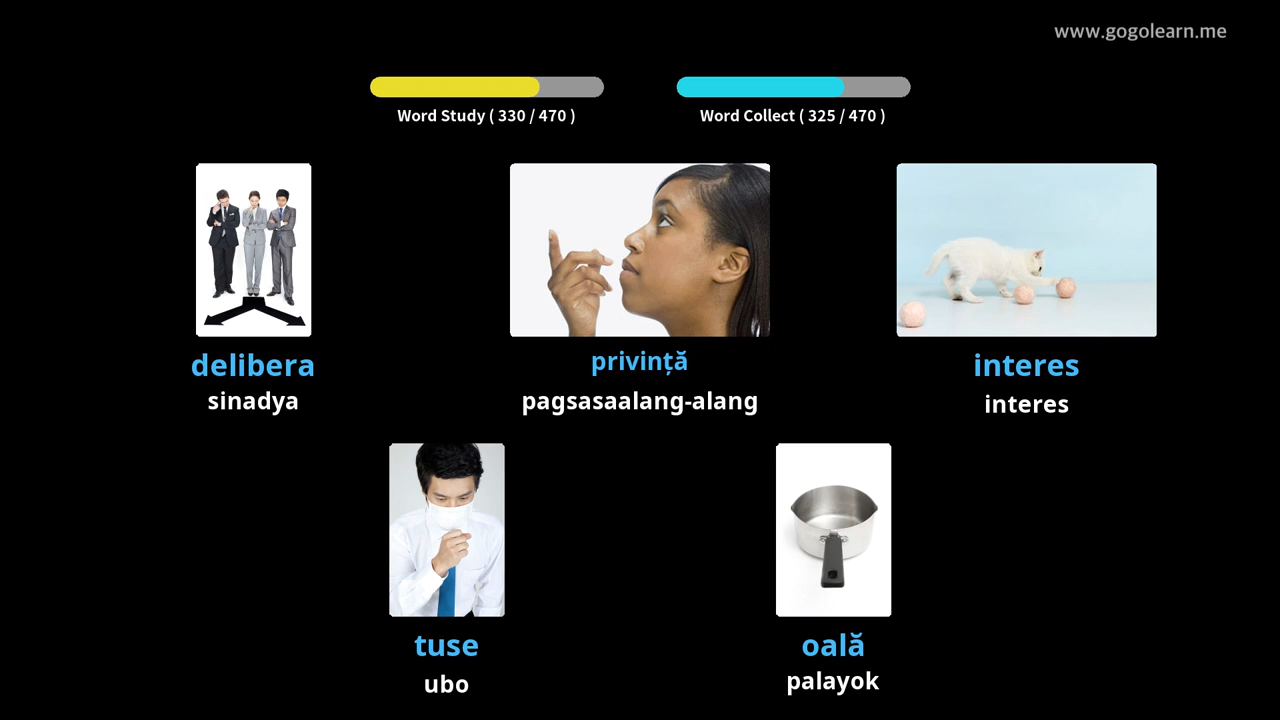 www.gogolearn.me
Word Study ( 330 / 470 )
Word Collect ( 325 / 470 )
delibera
sinadya
privință
pagsasaalang-alang
interes
interes
tuse
ubo
oală
palayok